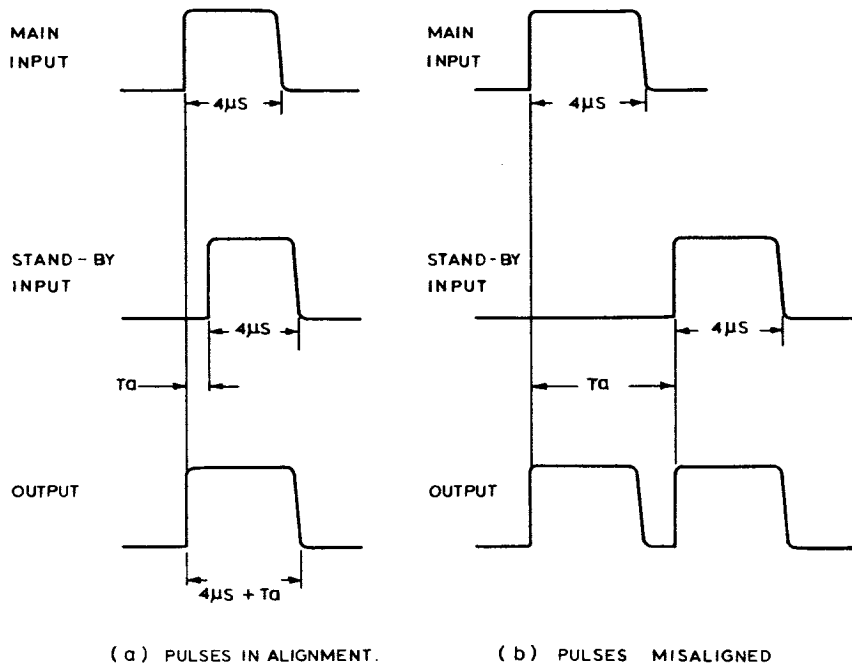 MAIN
INPUT
4µS
STAND-BY
INPUT
4µS
Ta
OUTPUT
4µS + Ta
(a) PULSES IN ALIGNMENT.
MAIN
INPUT
4µS
STAND-BY
INPUT
4µS
Ta
OUTPUT
(b) PULSES MISALIGNED